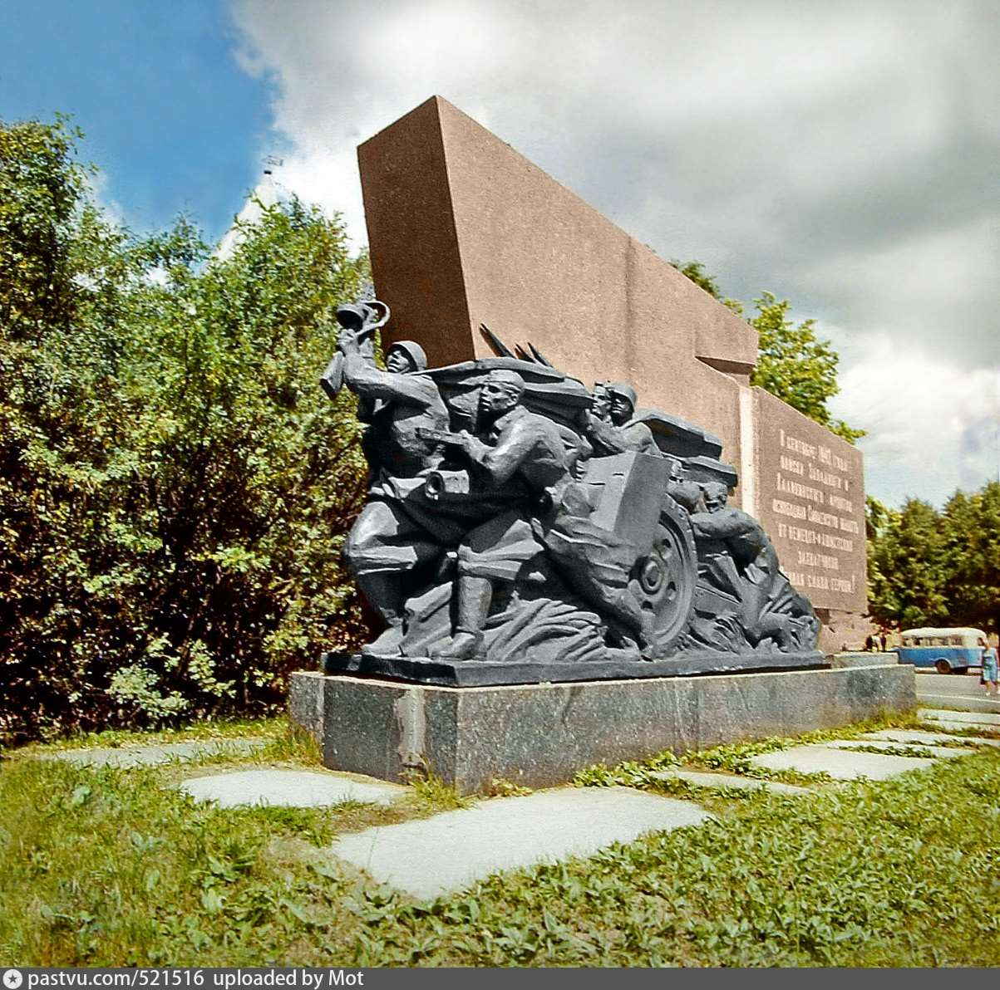 В сентябре 1943 года
войска Западного и
Калининского фронтов
освободили Смоленскую область
от немецко-фашистских
захватчиков
слава героям!
pastvu.com/521516 uploaded by Mot